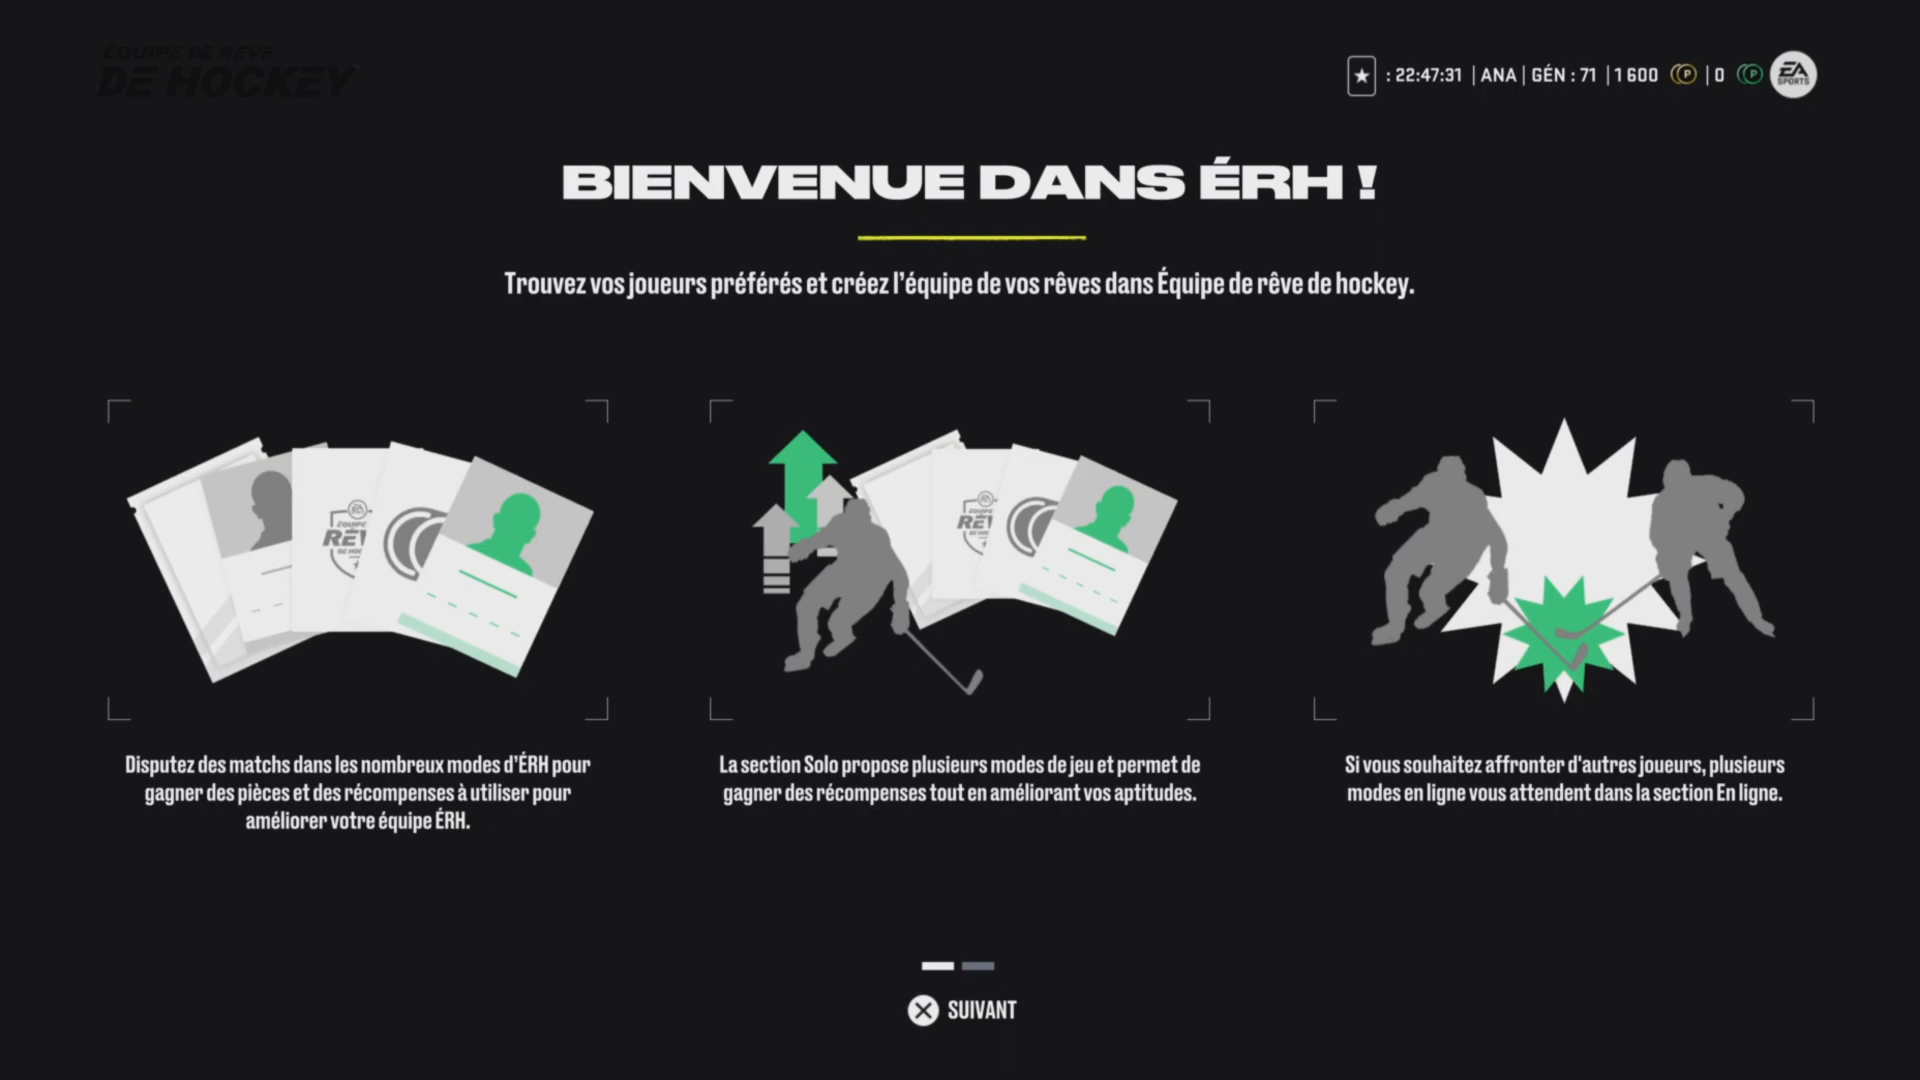 ÉQUIPE DE RÊVE
DE HOCKEY
: 22:47:31 | ANA | GÉN : 71 | 1 600 P | 0 P EA SPORTS
BIENVENUE DANS ÉRH !
Trouvez vos joueurs préférés et créez l'équipe de vos rêves dans Équipe de rêve de hockey.
Disputez des matchs dans les nombreux modes d'ÉRH pour
gagner des pièces et des récompenses à utiliser pour
améliorer votre équipe ÉRH.
La section Solo propose plusieurs modes de jeu et permet de
gagner des récompenses tout en améliorant vos aptitudes.
Si vous souhaitez affronter d'autres joueurs, plusieurs
modes en ligne vous attendent dans la section En ligne.
SUIVANT